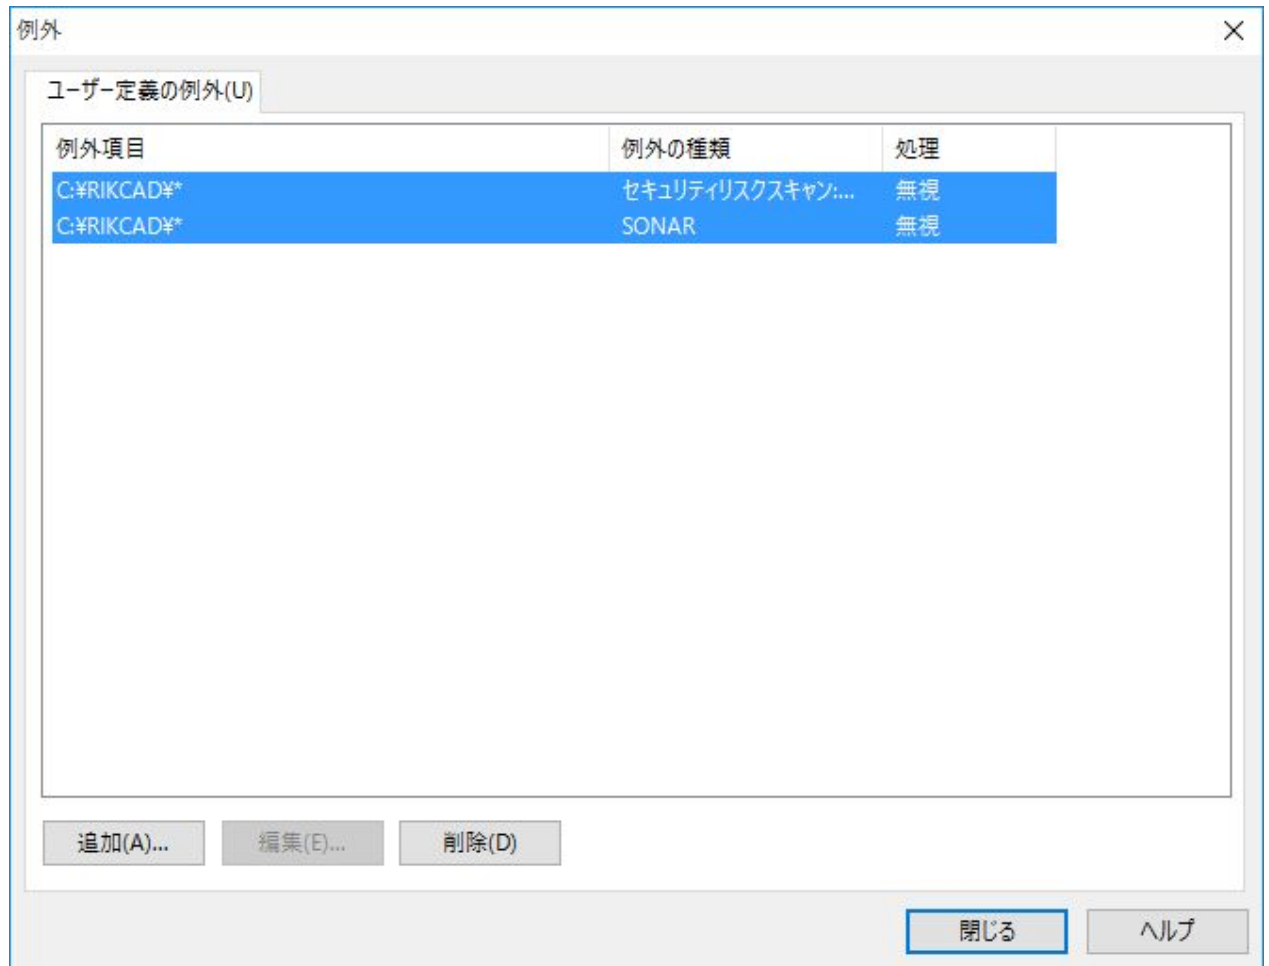 例外
ユーザー定義の例外(U)
例外項目 例外の種類 処理
C:¥RIKCAD¥* セキュリティリスクスキャン:... 無視
C:¥RIKCAD¥* SONAR 無視
追加(A)... 編集(E)... 削除(D)
閉じる ヘルプ